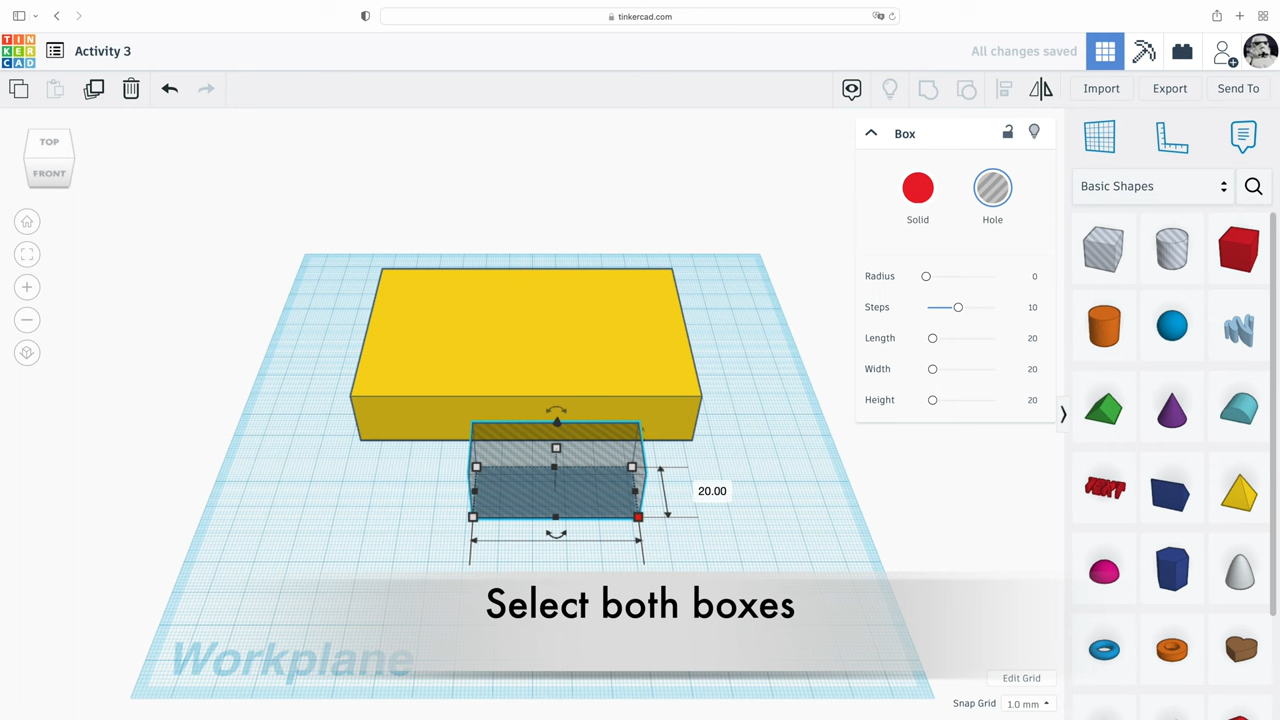 tinkercad.com
TIN
KER
CAD
Activity 3
All changes saved
Import
Export
Send To
TOP
FRONT
Box
Solid
Hole
Radius 0
Steps 10
Length 20
Width 20
Height 20
Basic Shapes
TEXT
20.00
Select both boxes
Workplane
Edit Grid
Snap Grid 1.0 mm